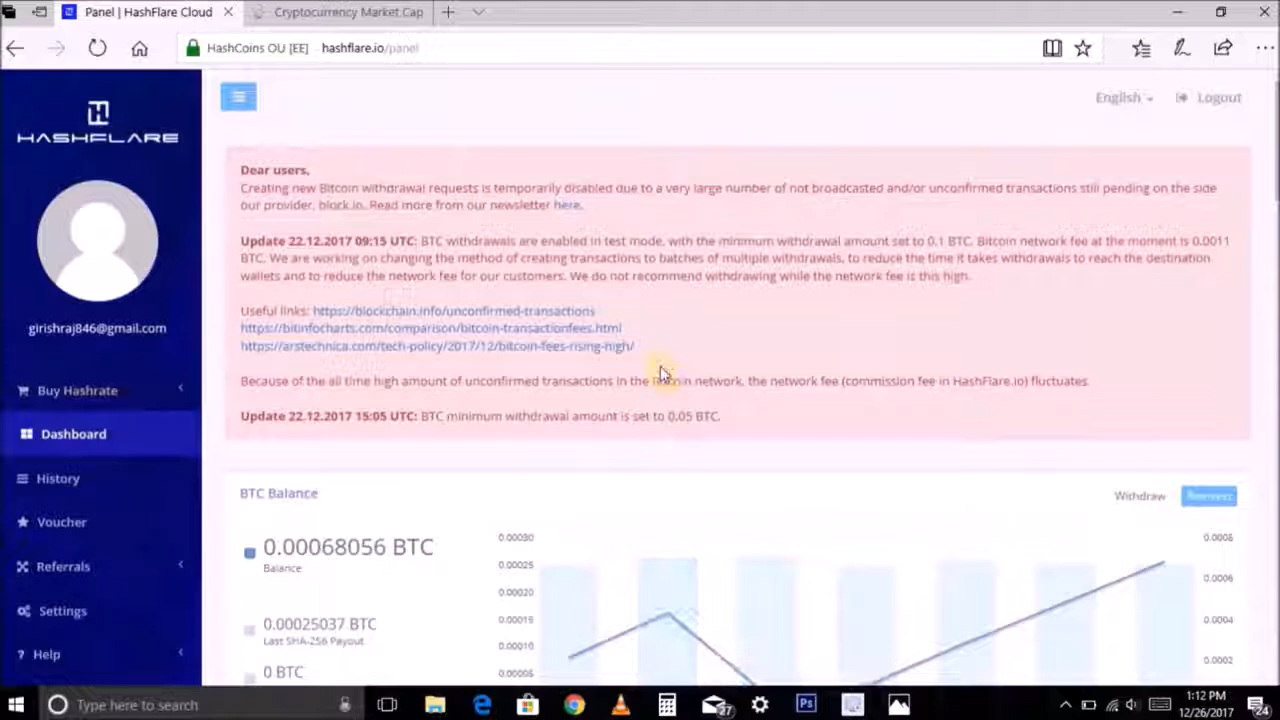 Panel | HashFlare Cloud
Cryptocurrency Market Cap
HashCoins OU [EE]
hashflare.io/panel
HASHFLARE
English
Logout
Dear users,
Creating new Bitcoin withdrawal requests is temporarily disabled due to a very large number of not broadcasted and/or unconfirmed transactions still pending on the side
our provider, block.io. Read more from our newsletter here.
Update 22.12.2017 09:15 UTC: BTC withdrawals are enabled in test mode, with the minimum withdrawal amount set to 0.1 BTC. Bitcoin network fee at the moment is 0.0011
BTC. We are working on changing the method of creating transactions to batches of multiple withdrawals, to reduce the time it takes withdrawals to reach the destination
wallets and to reduce the network fee for our customers. We do not recommend withdrawing while the network fee is this high.
Useful links: https://blockchain.info/unconfirmed-transactions
https://bitinfocharts.com/comparison/bitcoin-transactionfees.html
https://arstechnica.com/tech-policy/2017/12/bitcoin-fees-rising-high/
Because of the all time high amount of unconfirmed transactions in the Bitcoin network, the network fee (commission fee in HashFlare.io) fluctuates.
Update 22.12.2017 15:05 UTC: BTC minimum withdrawal amount is set to 0.05 BTC.
girishraj846@gmail.com
Buy Hashrate
Dashboard
History
Voucher
Referrals
Settings
Help
BTC Balance
Withdraw
Reinvest
0.00068056 BTC
Balance
0.00025037 BTC
Last SHA-256 Payout
0 BTC
0.00030
0.00025
0.00020
0.00015
0.00010
0.00005
0.0008
0.0006
0.0004
0.0002
Type here to search
27
Ps
1:12 PM
12/26/2017
24